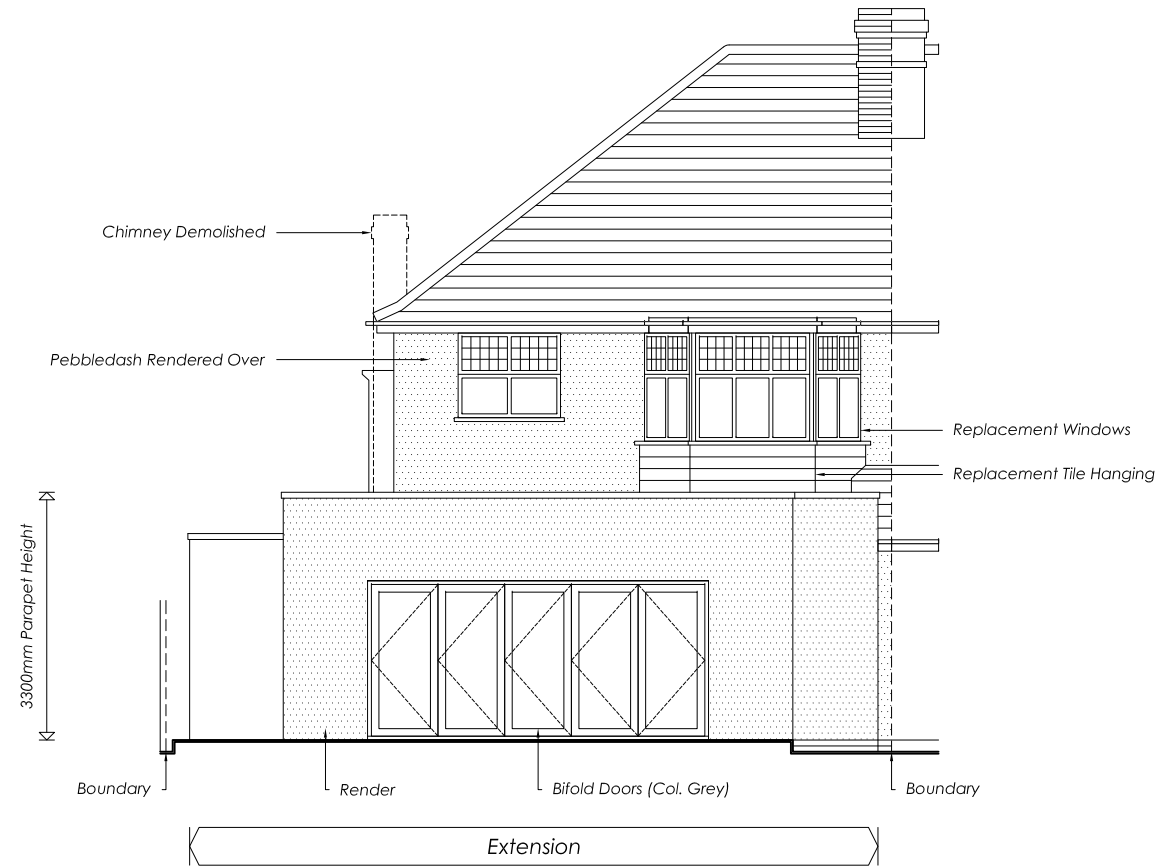 Chimney Demolished
Pebbledash Rendered Over
Replacement Windows
Replacement Tile Hanging
3300mm Parapet Height
Boundary
Render
Bifold Doors (Col. Grey)
Boundary
Extension